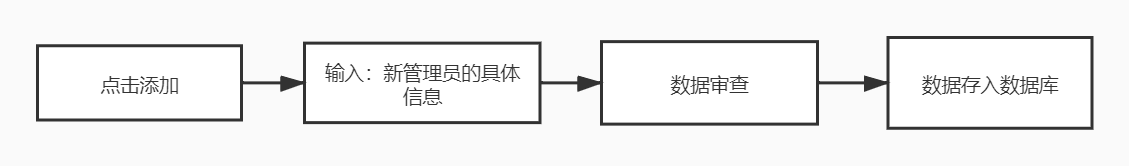 点击添加
输入：新管理员的具体
信息
数据审查
数据存入数据库